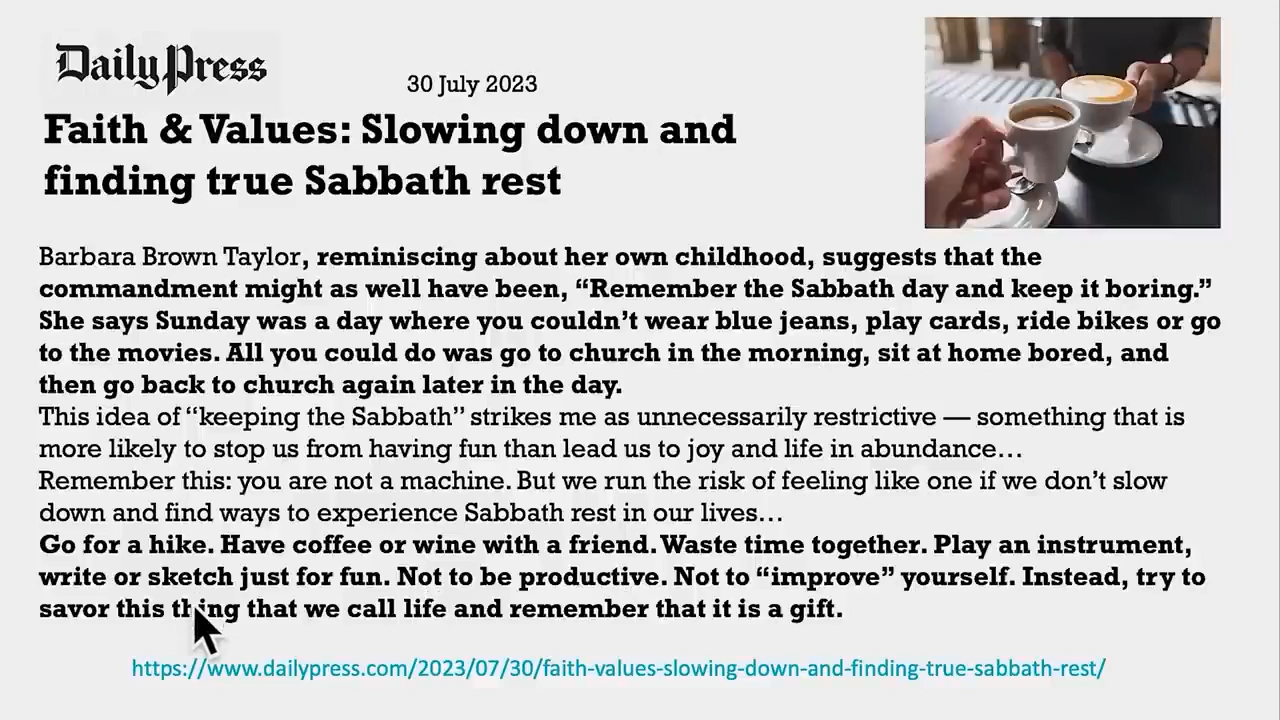 Daily Press
30 July 2023
Faith & Values: Slowing down and
finding true Sabbath rest
Barbara Brown Taylor, reminiscing about her own childhood, suggests that the
commandment might as well have been, “Remember the Sabbath day and keep it boring.”
She says Sunday was a day where you couldn’t wear blue jeans, play cards, ride bikes or go
to the movies. All you could do was go to church in the morning, sit at home bored, and
then go back to church again later in the day.
This idea of “keeping the Sabbath” strikes me as unnecessarily restrictive — something that is
more likely to stop us from having fun than lead us to joy and life in abundance…
Remember this: you are not a machine. But we run the risk of feeling like one if we don’t slow
down and find ways to experience Sabbath rest in our lives…
Go for a hike. Have coffee or wine with a friend. Waste time together. Play an instrument,
write or sketch just for fun. Not to be productive. Not to “improve” yourself. Instead, try to
savor this thing that we call life and remember that it is a gift.
https://www.dailypress.com/2023/07/30/faith-values-slowing-down-and-finding-true-sabbath-rest/